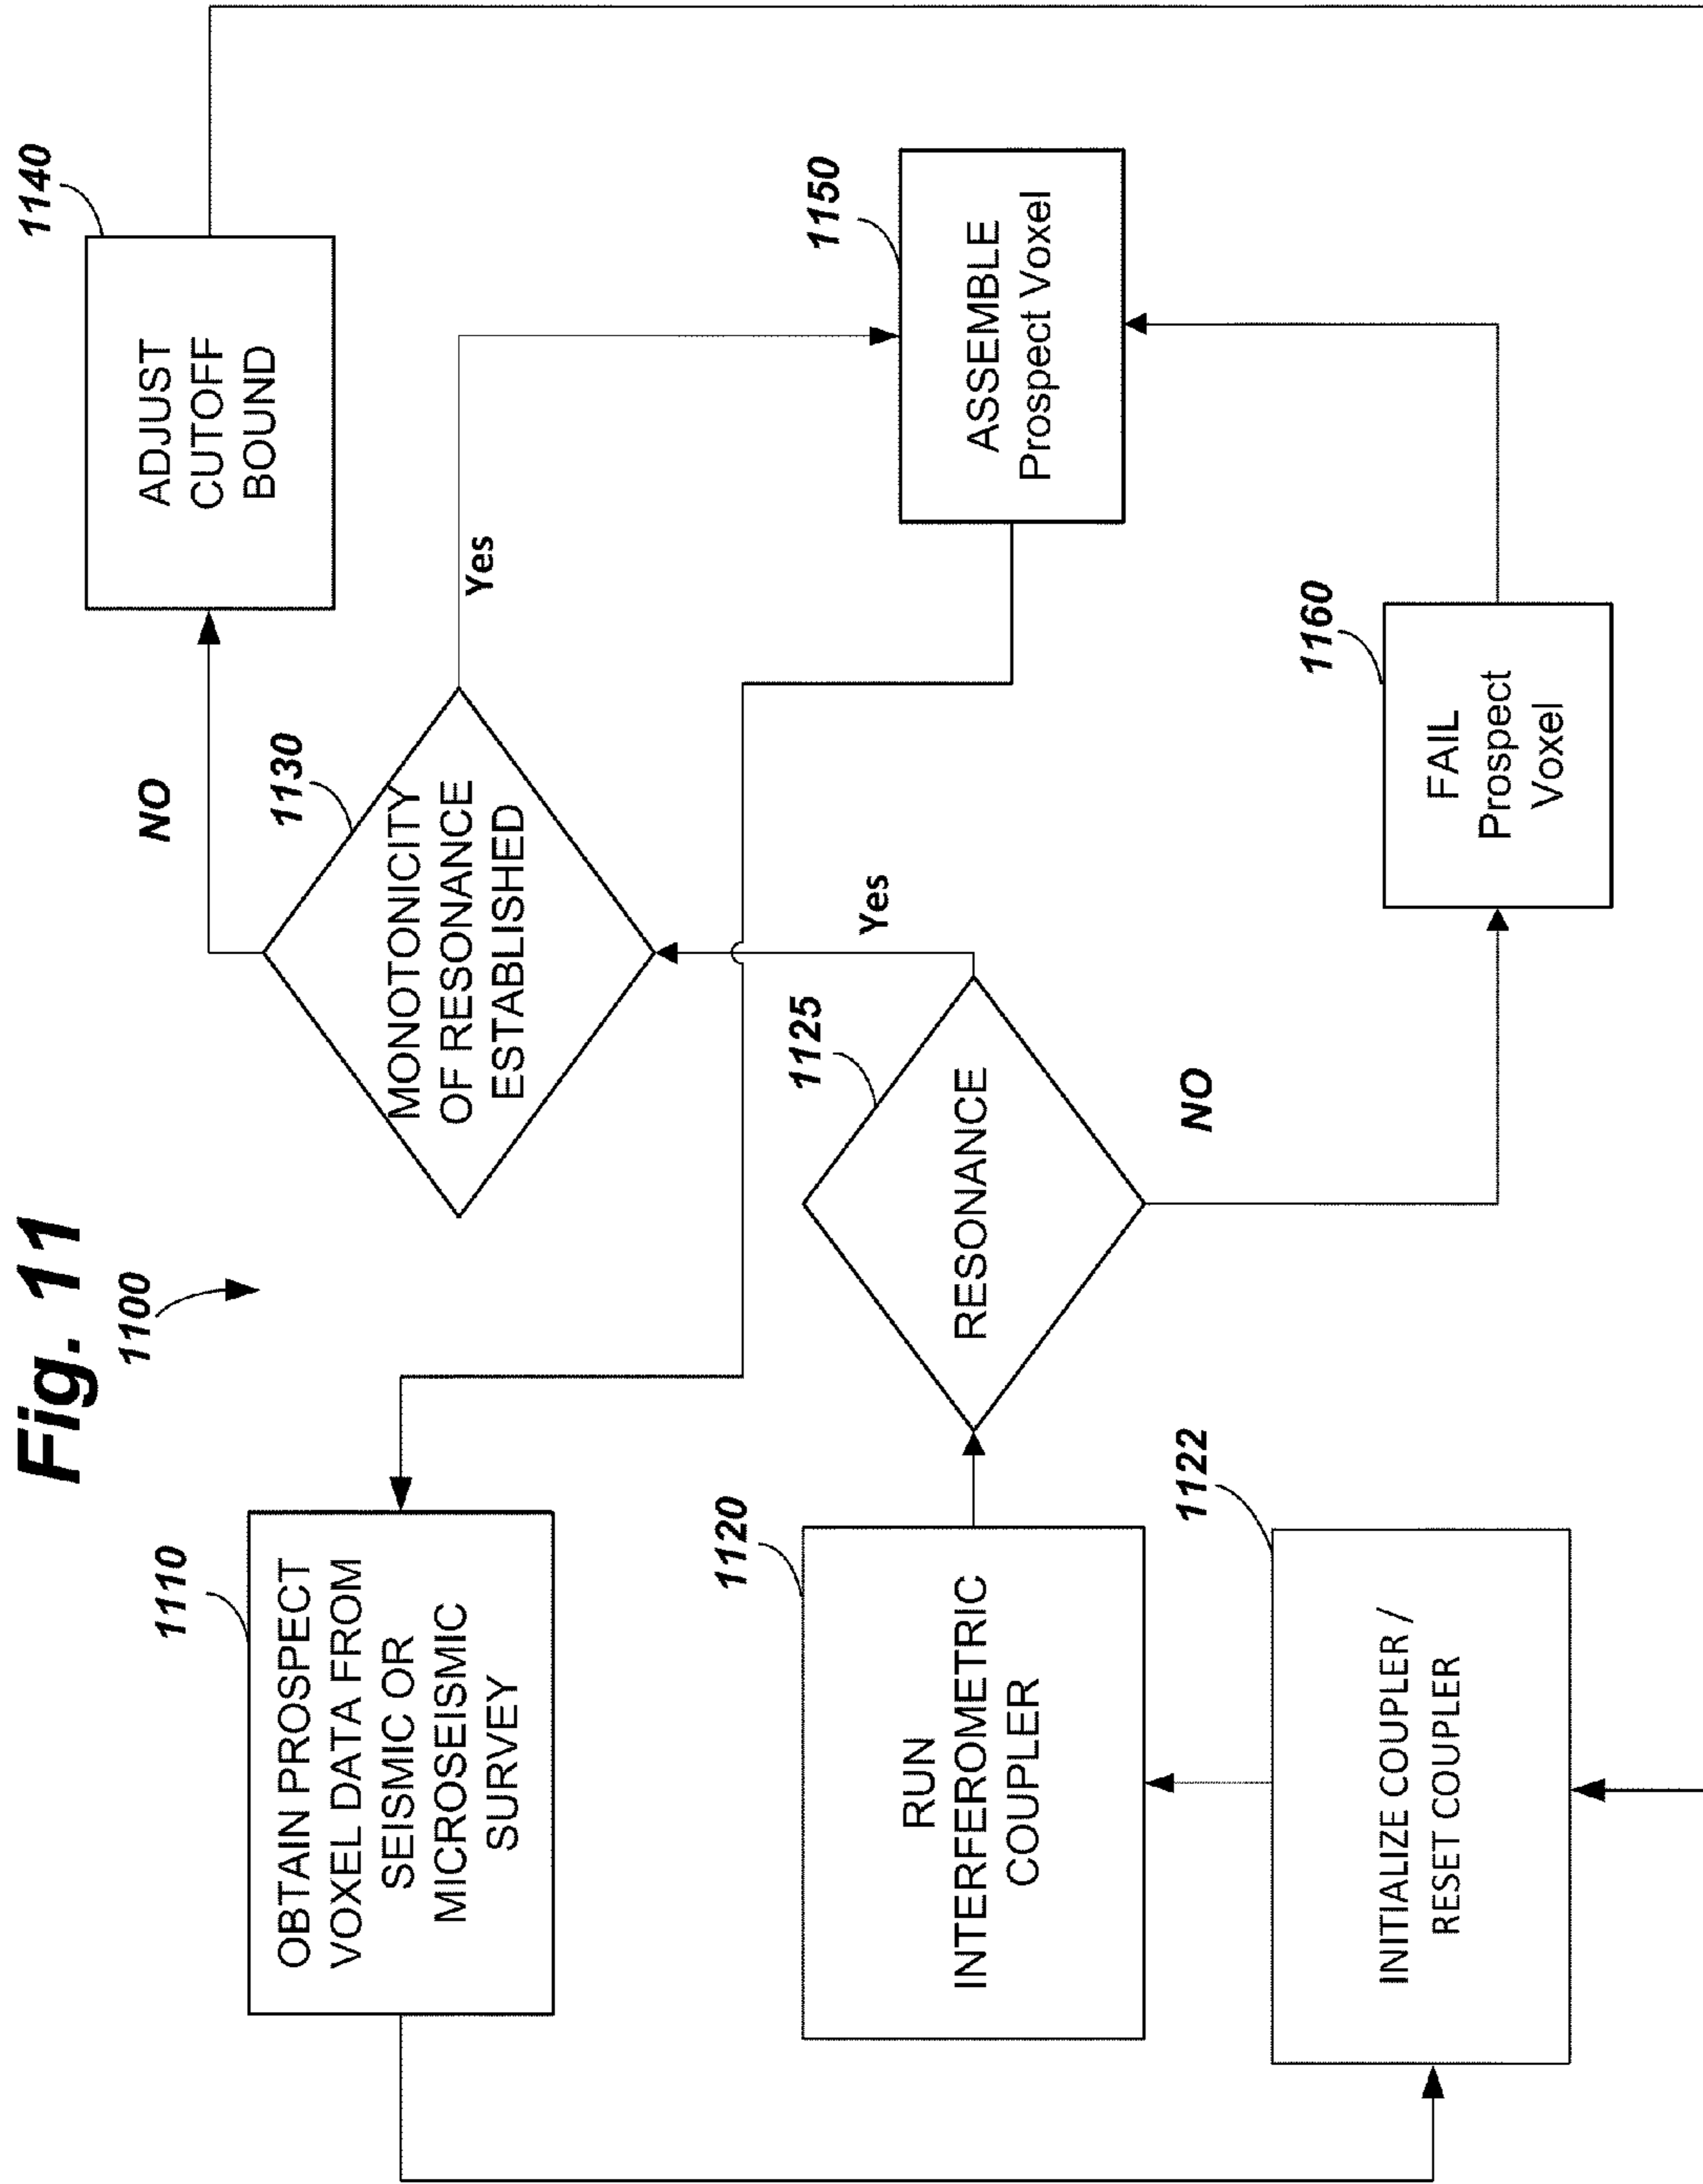 Fig. 11
1100
1110
OBTAIN PROSPECT
VOXEL DATA FROM
SEISMIC OR
MICROSEISMIC
SURVEY
1120
RUN
INTERFEROMETRIC
COUPLER
1122
INITIALIZE COUPLER /
RESET COUPLER
1125
RESONANCE
Yes
NO
1130
MONOTONICITY
OF RESONANCE
ESTABLISHED
NO
Yes
1140
ADJUST
CUTOFF
BOUND
1150
ASSEMBLE
Prospect Voxel
1160
FAIL
Prospect
Voxel